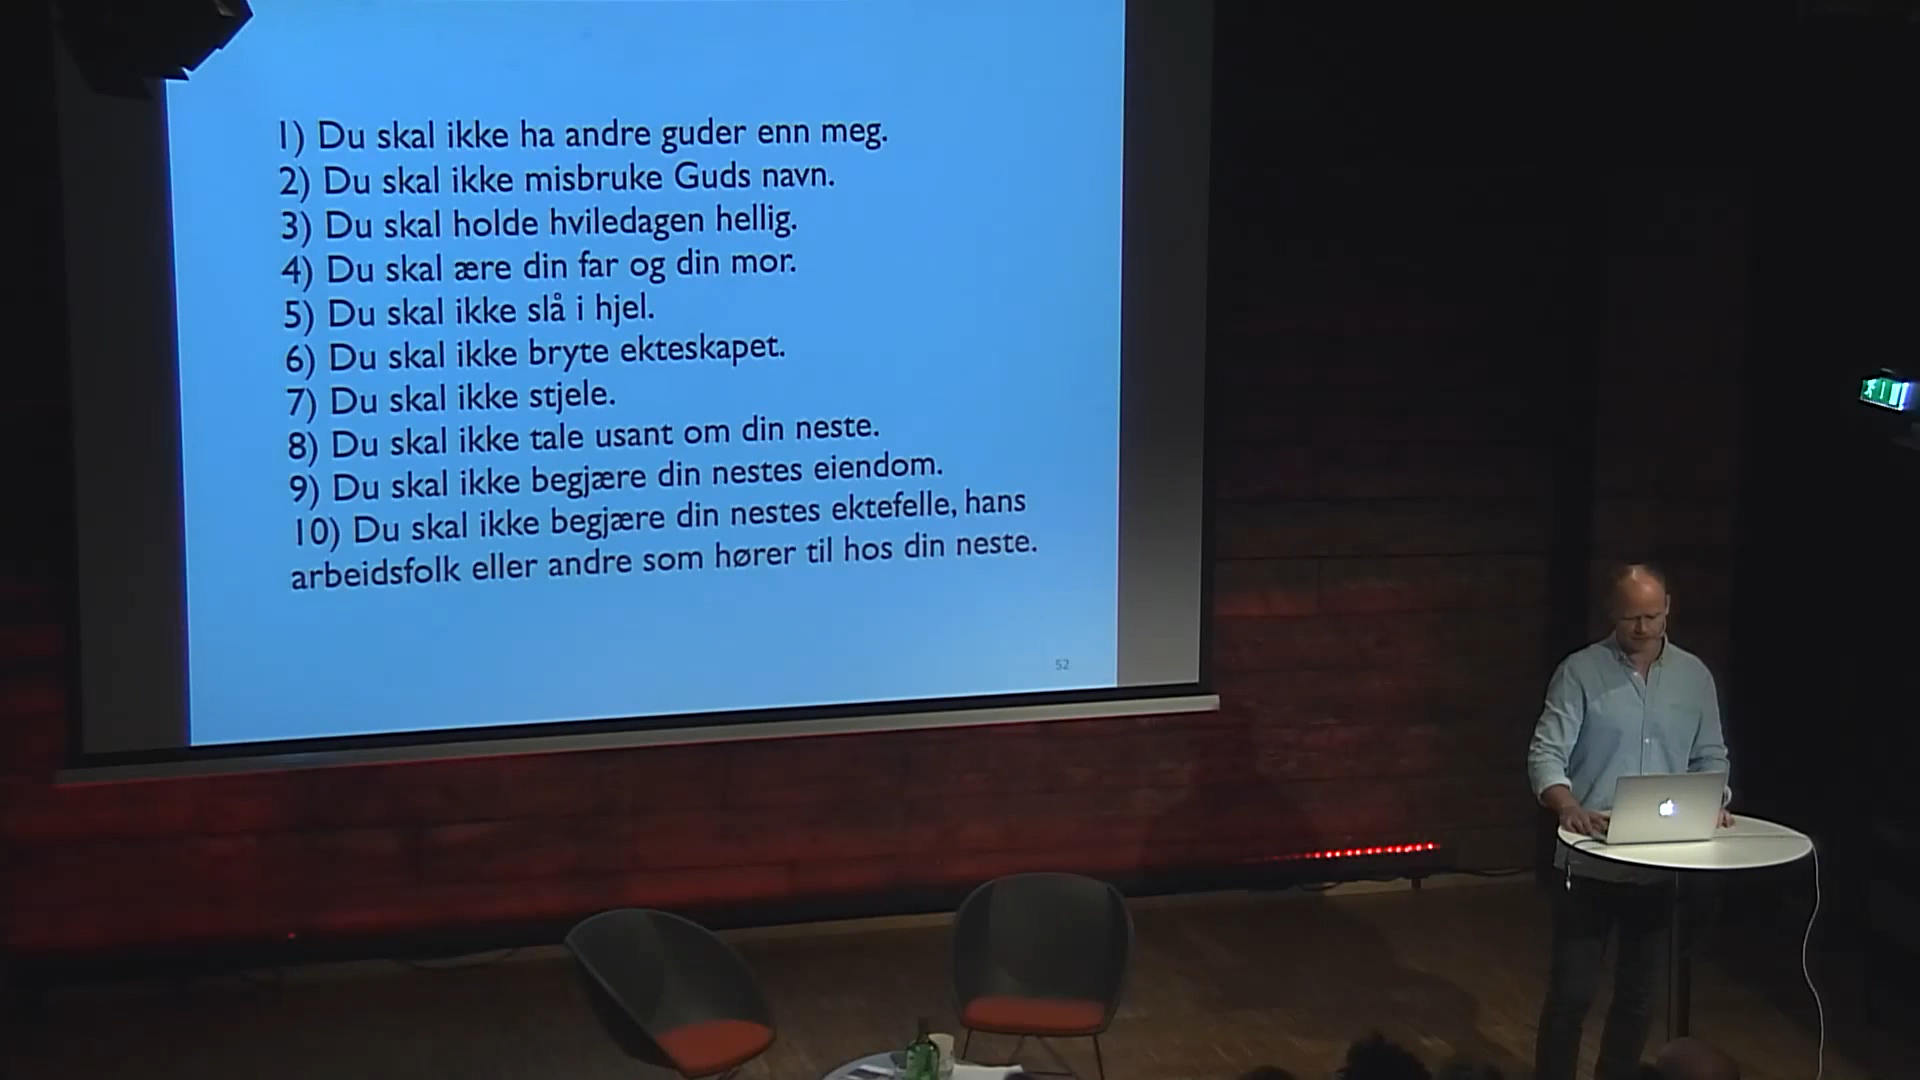 1) Du skal ikke ha andre guder enn meg.
2) Du skal ikke misbruke Guds navn.
3) Du skal holde hviledagen hellig.
4) Du skal ære din far og din mor.
5) Du skal ikke slå i hjel.
6) Du skal ikke bryte ekteskapet.
7) Du skal ikke stjele.
8) Du skal ikke tale usant om din neste.
9) Du skal ikke begjære din nestes eiendom.
10) Du skal ikke begjære din nestes ektefelle, hans
arbeidsfolk eller andre som hører til hos din neste.
52